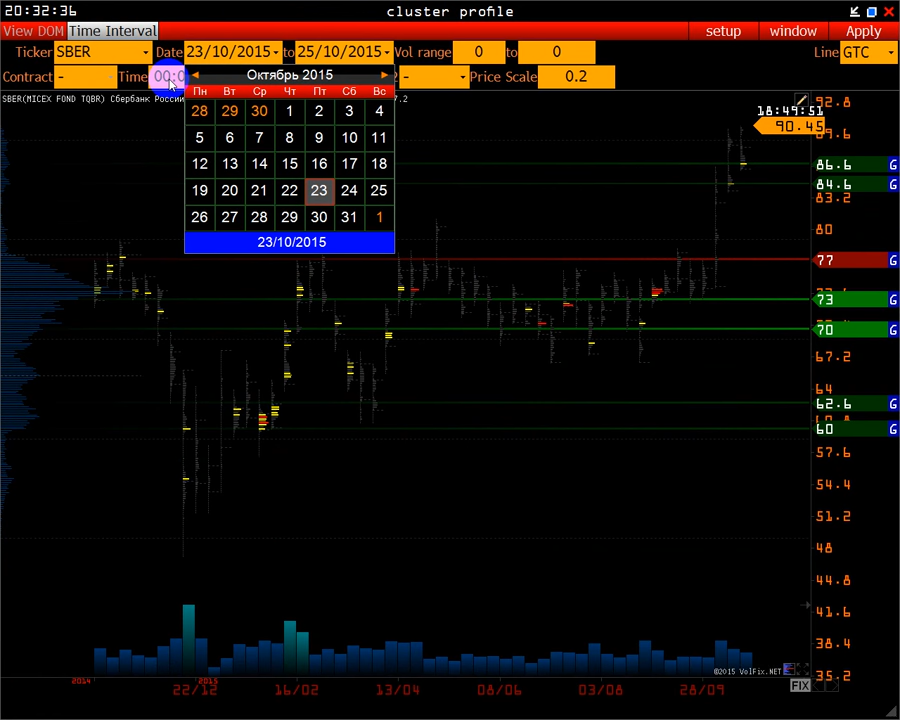 20:32:36 cluster profile
View DOM Time Interval setup window Apply
Ticker SBER Date 23/10/2015 to 25/10/2015 Vol range 0 to 0 Line GTC
Contract - Time 00:0 - Price Scale 0.2
Октябрь 2015
Пн Вт Ср Чт Пт Сб Вс
28 29 30 1 2 3 4
5 6 7 8 9 10 11
12 13 14 15 16 17 18
19 20 21 22 23 24 25
26 27 28 29 30 31 1
23/10/2015
SBER(MICEX FOND TQBR) Сбербанк России
7.2
92.8
18:49:51
90.45
89.6
86.6 G
84.6 G
83.2
80
77 G
73 G
70 G
67.2
64
62.6 G
60 G
57.6
54.4
51.2
48
44.8
41.6
38.4
©2015 VolFix.NET
35.2
2014 2015
22/12 16/02 13/04 08/06 03/08 28/09
FIX